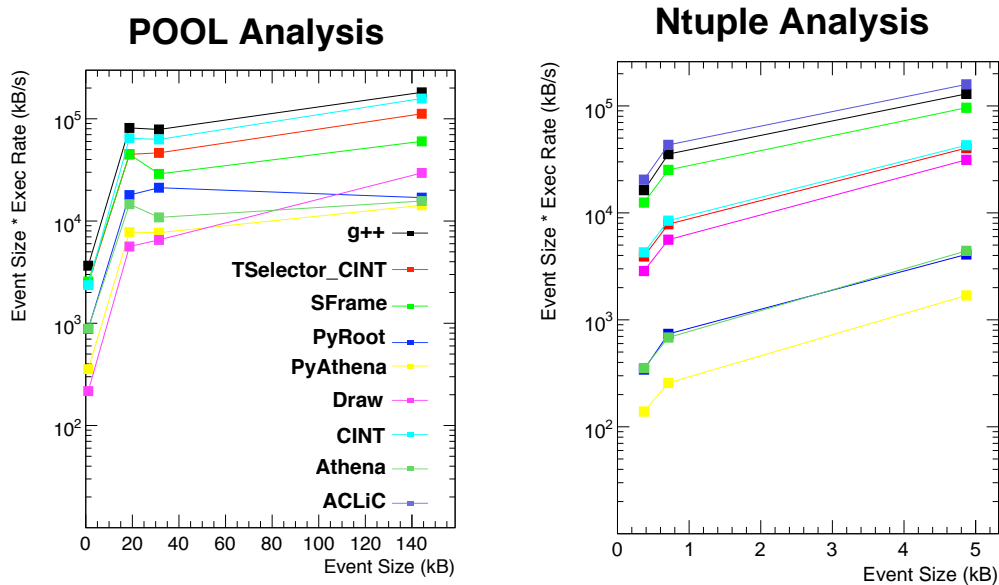 POOL Analysis
Event Size * Exec Rate (kB/s)
10^5
10^4
10^3
10^2
g++
TSelector_CINT
SFrame
PyRoot
PyAthena
Draw
CINT
Athena
ACLiC
0 20 40 60 80 100 120 140
Event Size (kB)
Ntuple Analysis
Event Size * Exec Rate (kB/s)
10^5
10^4
10^3
10^2
0 1 2 3 4 5
Event Size (kB)